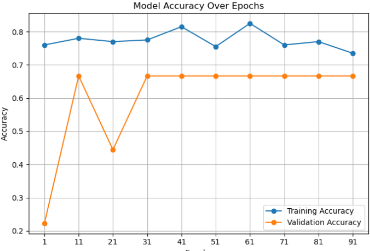 Model Accuracy Over Epochs
Accuracy
0.8
0.7
0.6
0.5
0.4
0.3
0.2
1 11 21 31 41 51 61 71 81 91
Training Accuracy
Validation Accuracy